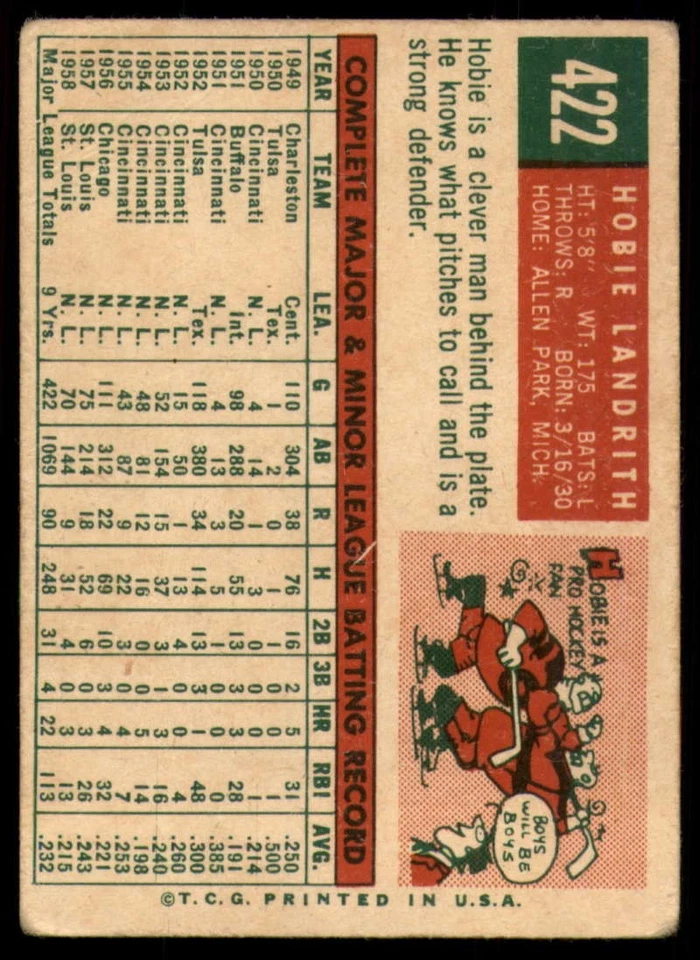 422
HOBIE LANDRITH
HT: 5'8" WT: 175 BATS: L
THROWS: R BORN: 3/16/30
HOME: ALLEN PARK, MICH.
Hobie is a clever man behind the plate.
He knows what pitches to call and is a
strong defender.
HOBIE IS A
PRO HOCKEY
FAN
BOYS
WILL BE
BOYS
COMPLETE MAJOR & MINOR LEAGUE BATTING RECORD
YEAR TEAM LEA. G AB R H 2B 3B HR RBI AVG.
1949 Charleston Cent. 110 304 38 76 16 2 5 31 .250
1950 Tulsa Tex. 1 2 0 1 0 0 0 1 .500
1950 Cincinnati N.L. 4 14 1 3 0 0 0 1 .214
1951 Buffalo Int. 98 288 20 55 13 3 3 28 .191
1951 Cincinnati N.L. 4 13 3 5 1 0 0 0 .385
1952 Tulsa Tex. 118 380 34 114 13 3 1 48 .300
1952 Cincinnati N.L. 15 50 1 13 4 0 0 4 .260
1953 Cincinnati N.L. 52 154 15 37 3 1 3 16 .240
1954 Cincinnati N.L. 48 81 12 16 0 0 5 14 .198
1955 Cincinnati N.L. 43 87 9 22 3 0 4 7 .253
1956 Chicago N.L. 111 312 22 69 10 3 4 32 .221
1957 St. Louis N.L. 75 214 18 52 6 0 3 26 .243
1958 St. Louis N.L. 70 144 9 31 4 0 3 13 .215
Major League Totals 9 Yrs. 422 1069 90 248 31 4 22 113 .232
©T.C.G. PRINTED IN U.S.A.